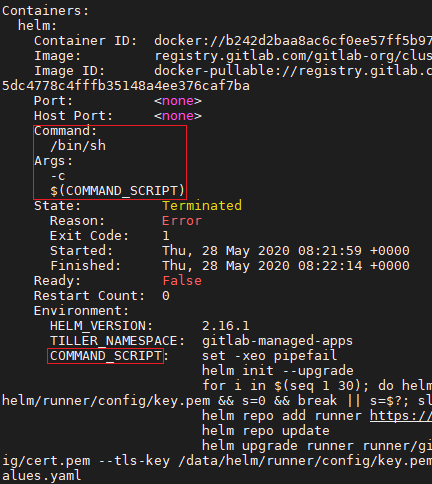 Containers:
helm:
Container ID: docker://b242d2baa8ac6cf0ee57ff5b97
Image: registry.gitlab.com/gitlab-org/clus
Image ID: docker-pullable://registry.gitlab.c
5dc4778c4fffb35148a4ee376caf7ba
Port: <none>
Host Port: <none>
Command:
/bin/sh
Args:
-c
$(COMMAND_SCRIPT)
State: Terminated
Reason: Error
Exit Code: 1
Started: Thu, 28 May 2020 08:21:59 +0000
Finished: Thu, 28 May 2020 08:22:14 +0000
Ready: False
Restart Count: 0
Environment:
HELM_VERSION: 2.16.1
TILLER_NAMESPACE: gitlab-managed-apps
COMMAND_SCRIPT: set -xeo pipefail
helm init --upgrade
for i in $(seq 1 30); do helm
helm/runner/config/key.pem && s=0 && break || s=$?; sl
helm repo add runner https://
helm repo update
helm upgrade runner runner/gi
ig/cert.pem --tls-key /data/helm/runner/config/key.pem
alues.yaml